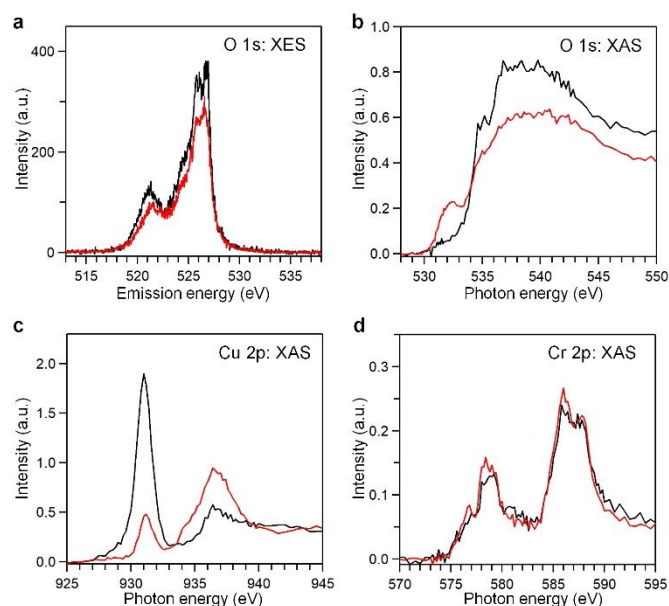 a
O 1s: XES
400
200
0
Intensity (a.u.)
515 520 525 530 535
Emission energy (eV)
b
O 1s: XAS
1.0
0.8
0.6
0.4
0.2
0.0
Intensity (a.u.)
530 535 540 545 550
Photon energy (eV)
c
Cu 2p: XAS
2.0
1.5
1.0
0.5
0.0
Intensity (a.u.)
925 930 935 940 945
Photon energy (eV)
d
Cr 2p: XAS
0.3
0.2
0.1
0.0
Intensity (a.u.)
570 575 580 585 590 595
Photon energy (eV)